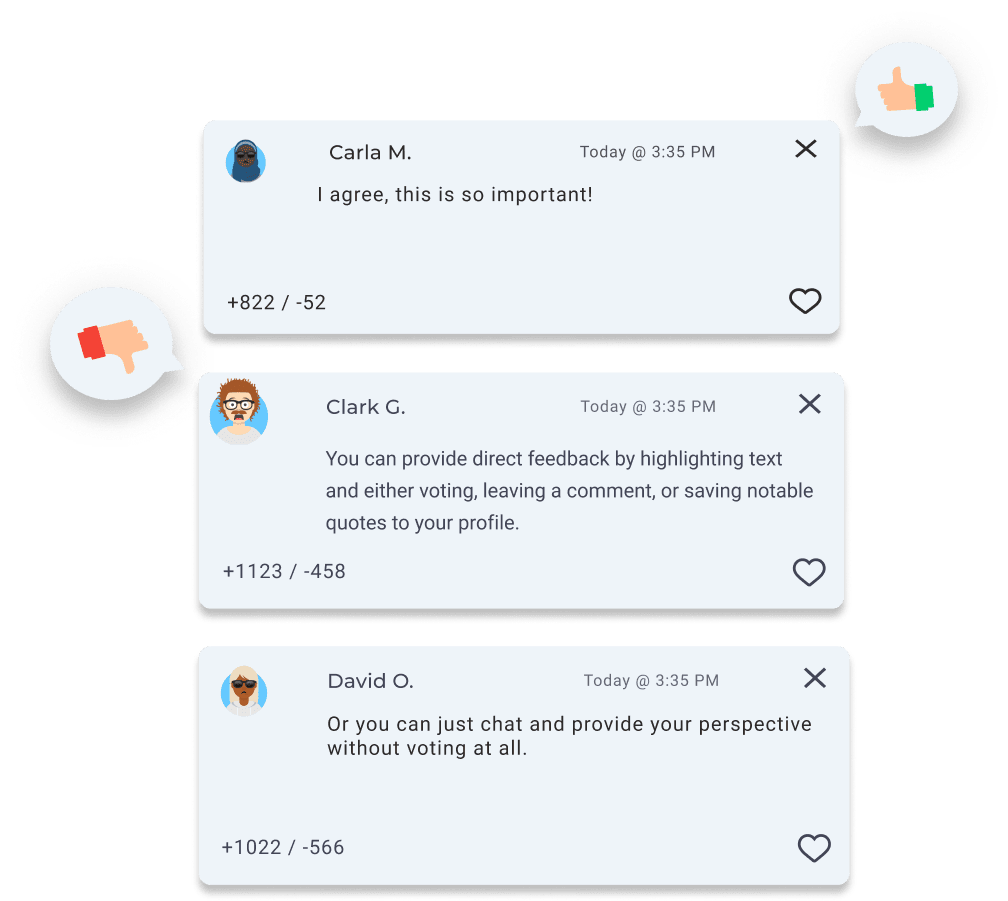 Carla M.
Today @ 3:35 PM
I agree, this is so important!
+822 / -52
Clark G.
Today @ 3:35 PM
You can provide direct feedback by highlighting text
and either voting, leaving a comment, or saving notable
quotes to your profile.
+1123 / -458
David O.
Today @ 3:35 PM
Or you can just chat and provide your perspective
without voting at all.
+1022 / -566